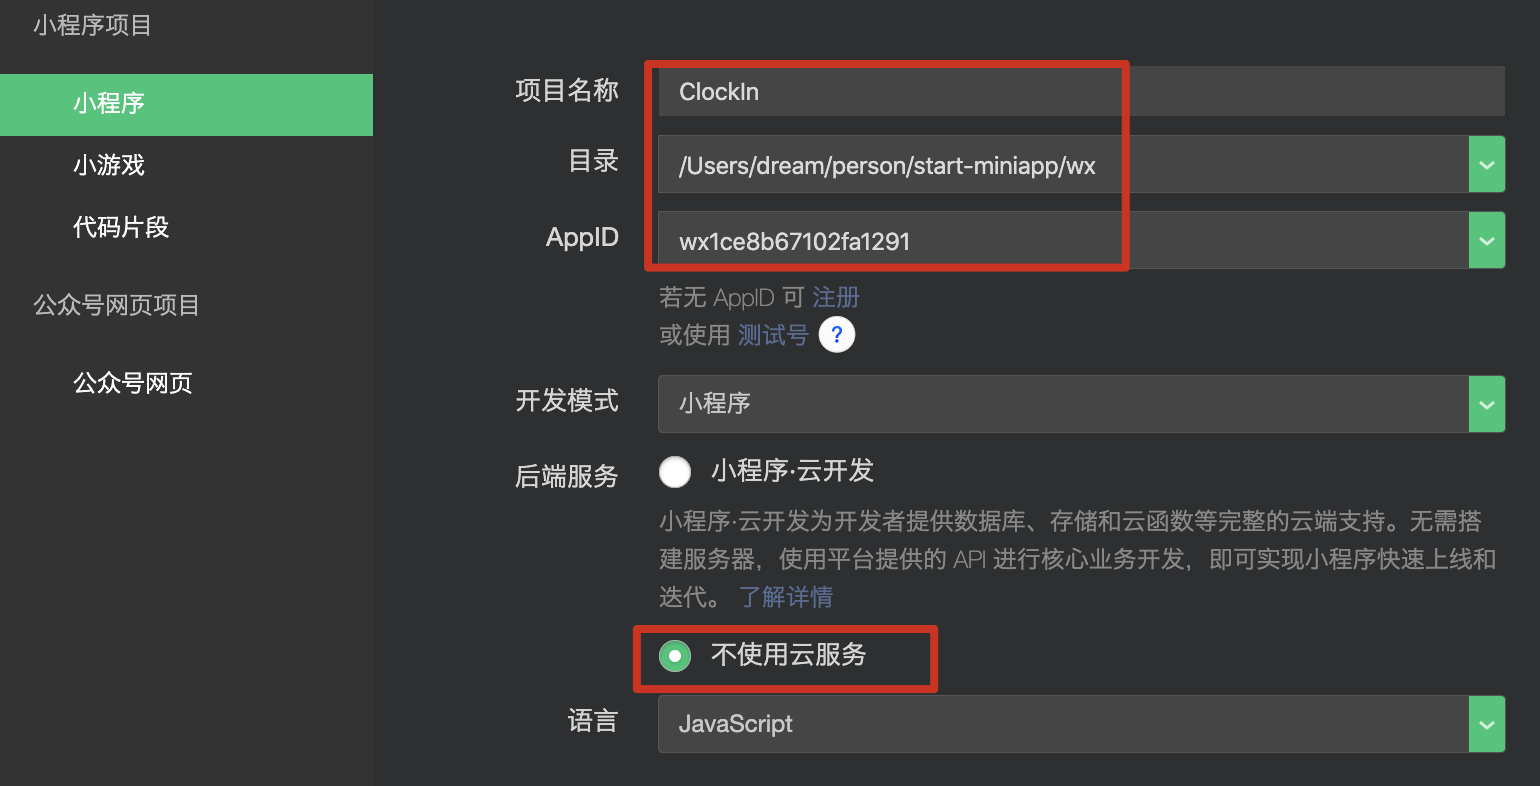 小程序项目
小程序
小游戏
代码片段
公众号网页项目
公众号网页
项目名称
ClockIn
目录
/Users/dream/person/start-miniapp/wx
AppID
wx1ce8b67102fa1291
若无 AppID 可 注册
或使用 测试号 ?
开发模式
小程序
后端服务
小程序·云开发
小程序·云开发为开发者提供数据库、存储和云函数等完整的云端支持。无需搭
建服务器，使用平台提供的 API 进行核心业务开发，即可实现小程序快速上线和
迭代。 了解详情
不使用云服务
语言
JavaScript